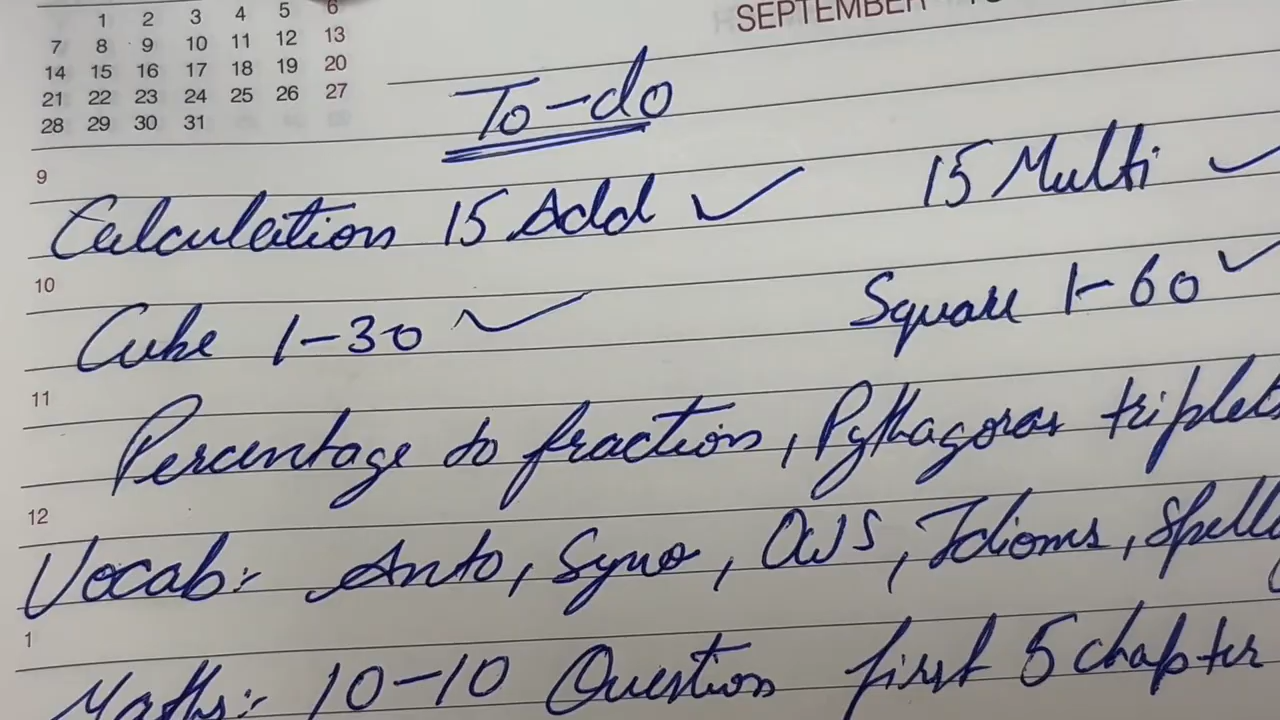 1 2 3 4 5 6
7 8 9 10 11 12 13
14 15 16 17 18 19 20
21 22 23 24 25 26 27
28 29 30 31
SEPTEMBER
To-do
9
Calculation 15 Add ✓ 15 Multi ✓
10
Cube 1-30 ✓ Square 1-60 ✓
11
Percentage to fraction, Pythagoras triplets
12
Vocab:- Anto, Syno, OWS, Idioms, Spelly
1
Maths:- 10-10 Question first 5 chapter